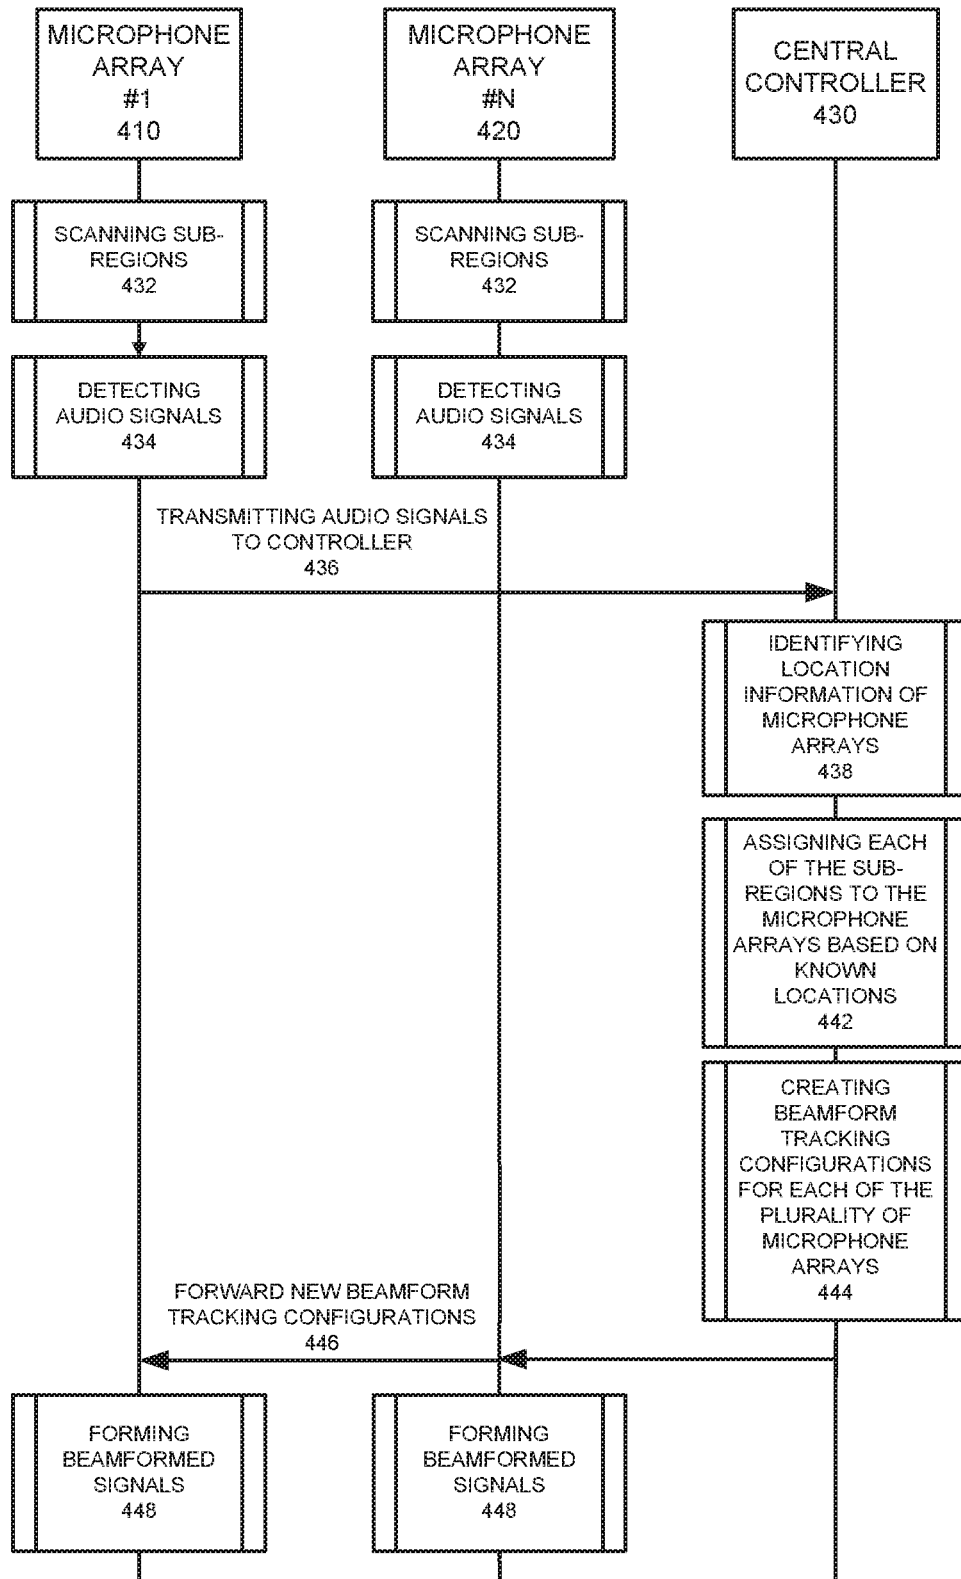 MICROPHONE
ARRAY
#1
410
MICROPHONE
ARRAY
#N
420
CENTRAL
CONTROLLER
430
SCANNING SUB-
REGIONS
432
SCANNING SUB-
REGIONS
432
DETECTING
AUDIO SIGNALS
434
DETECTING
AUDIO SIGNALS
434
TRANSMITTING AUDIO SIGNALS
TO CONTROLLER
436
IDENTIFYING
LOCATION
INFORMATION OF
MICROPHONE
ARRAYS
438
ASSIGNING EACH
OF THE SUB-
REGIONS TO THE
MICROPHONE
ARRAYS BASED ON
KNOWN
LOCATIONS
442
CREATING
BEAMFORM
TRACKING
CONFIGURATIONS
FOR EACH OF THE
PLURALITY OF
MICROPHONE
ARRAYS
444
FORWARD NEW BEAMFORM
TRACKING CONFIGURATIONS
446
FORMING
BEAMFORMED
SIGNALS
448
FORMING
BEAMFORMED
SIGNALS
448